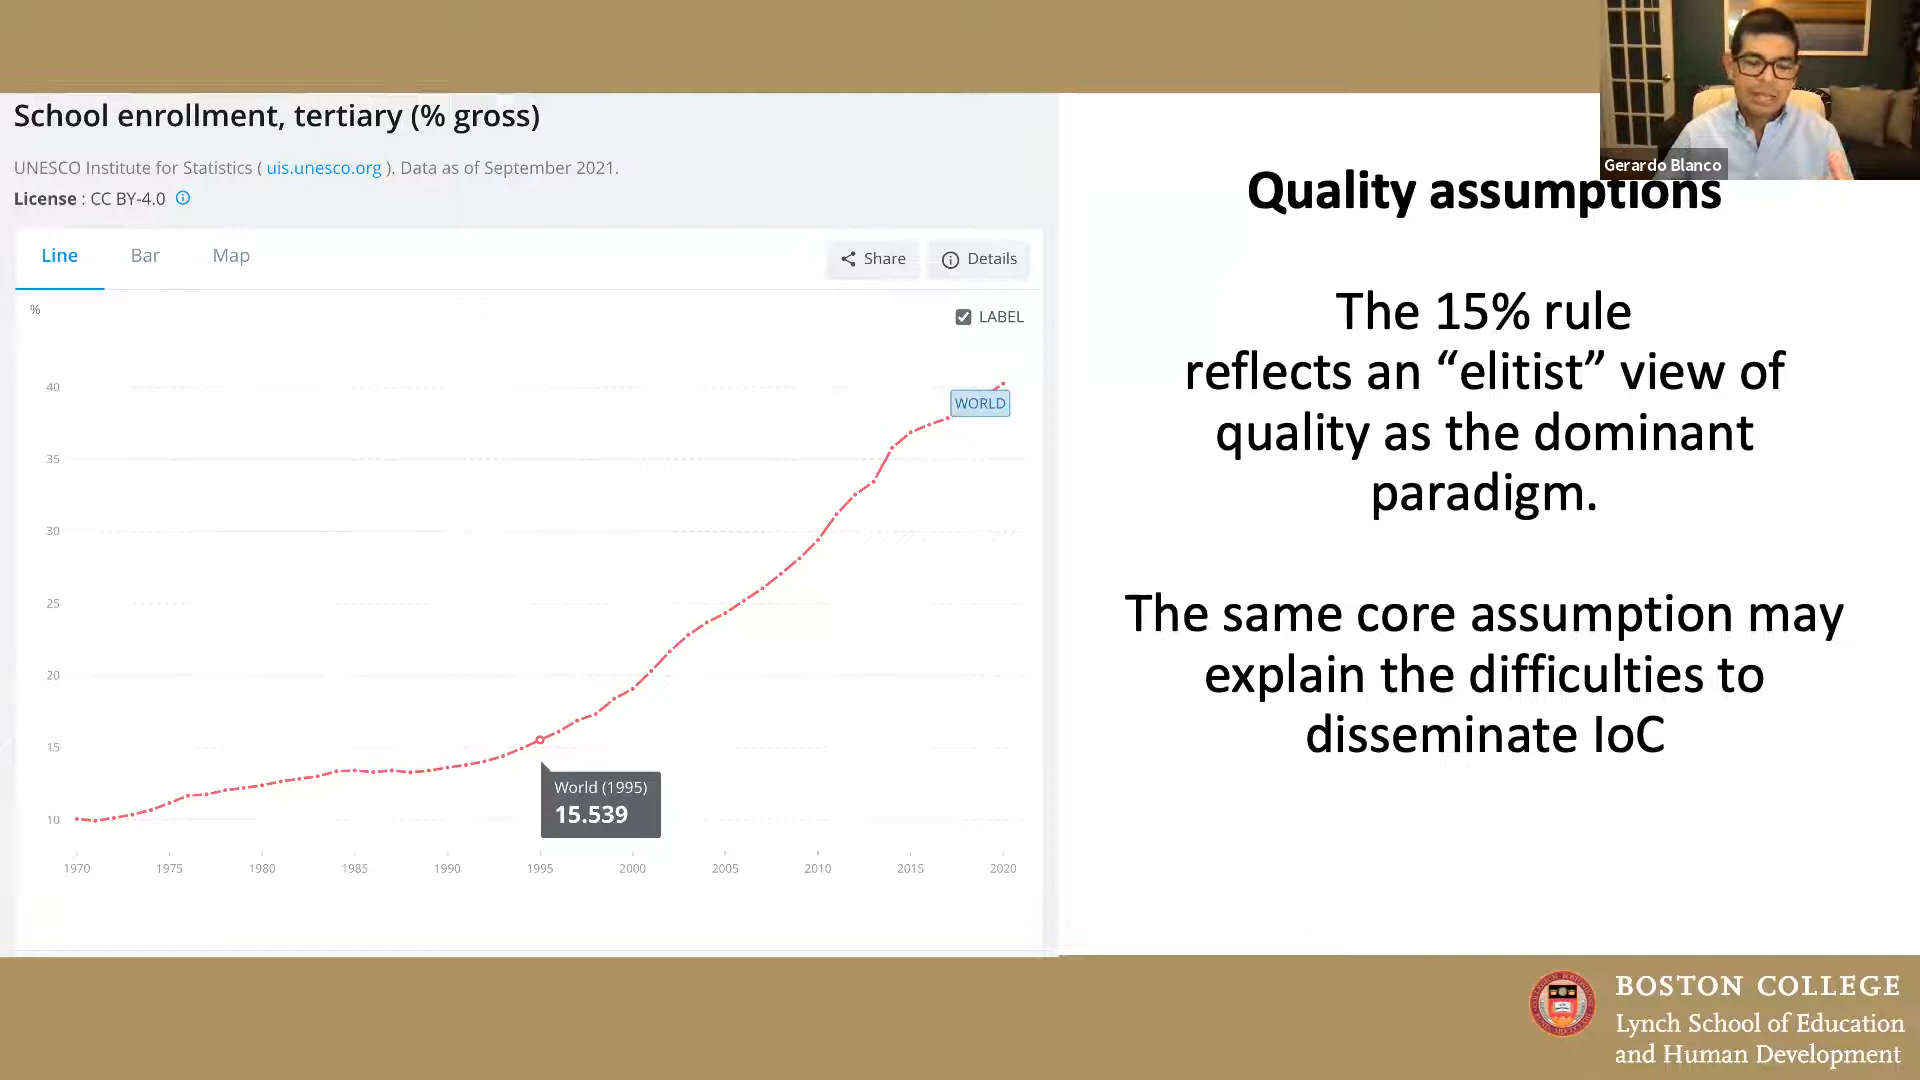 School enrollment, tertiary (% gross)
UNESCO Institute for Statistics ( uis.unesco.org ). Data as of September 2021.
License : CC BY-4.0
Line
Bar
Map
Share
Details
%
LABEL
40
35
30
25
20
15
10
WORLD
World (1995)
15.539
1970
1975
1980
1985
1990
1995
2000
2005
2010
2015
2020
Gerardo Blanco
Quality assumptions
The 15% rule
reflects an “elitist” view of
quality as the dominant
paradigm.
The same core assumption may
explain the difficulties to
disseminate IoC
BOSTON COLLEGE
Lynch School of Education
and Human Development